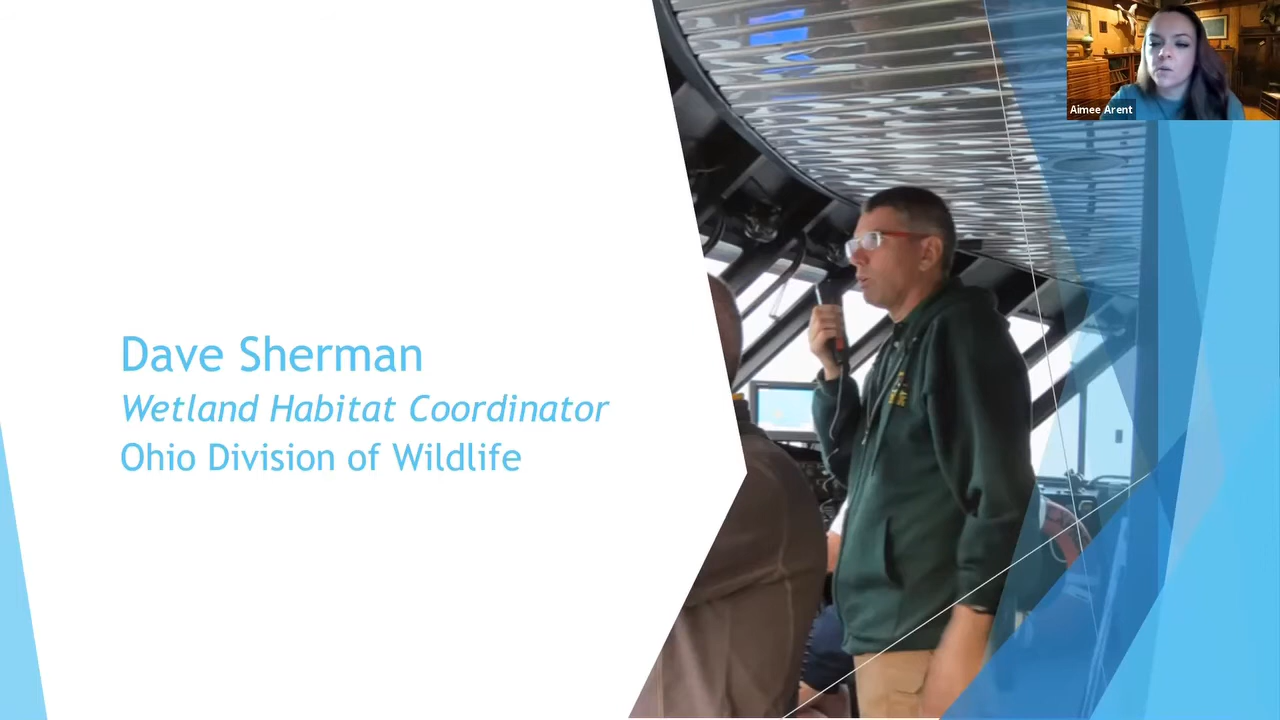 Aimee Arent
Dave Sherman
Wetland Habitat Coordinator
Ohio Division of Wildlife